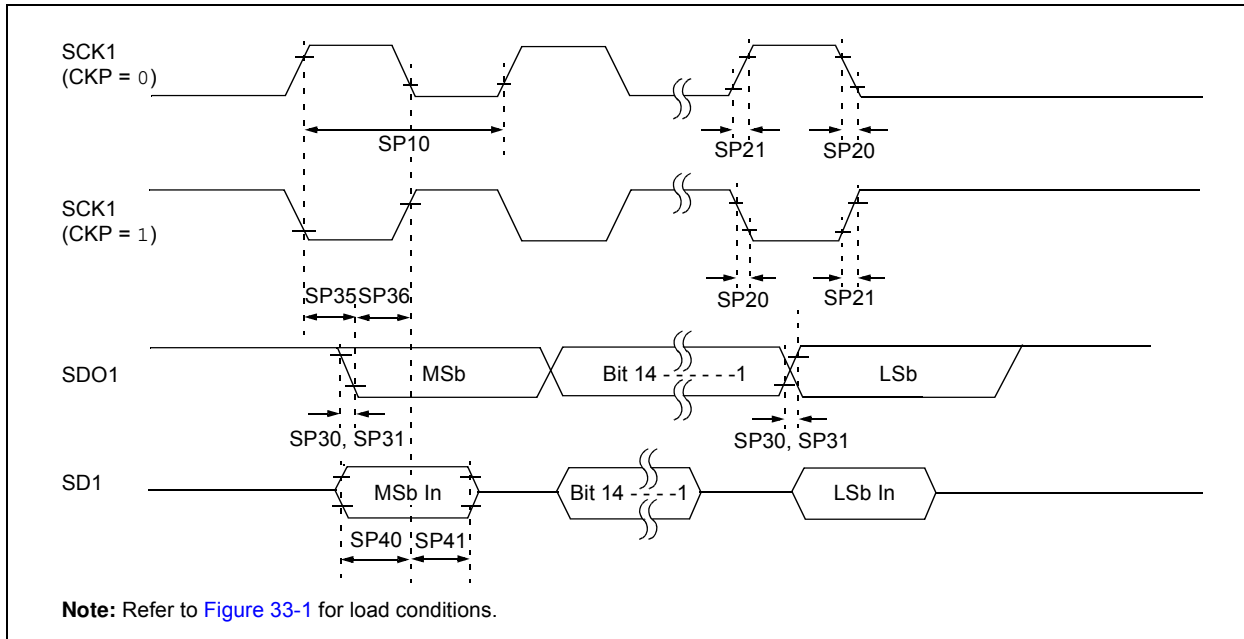 SCK1
(CKP = 0)
SP10
SP21
SP20
SCK1
(CKP = 1)
SP20
SP21
SP35
SP36
SDO1
MSb
Bit 14 - - - - - -1
LSb
SP30, SP31
SP30, SP31
SD1
MSb In
Bit 14 - - - -1
LSb In
SP40
SP41
Note: Refer to Figure 33-1 for load conditions.